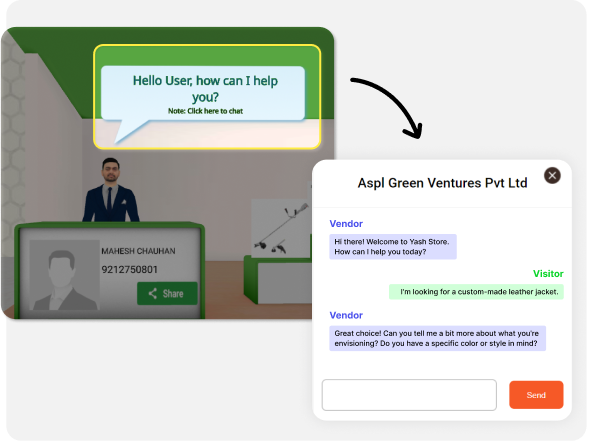 Hello User, how can I help
you?
Note: Click here to chat
MAHESH CHAUHAN
9212750801
Share
Aspl Green Ventures Pvt Ltd
Vendor
Hi there! Welcome to Yash Store.
How can I help you today?
Visitor
I'm looking for a custom-made leather jacket.
Vendor
Great choice! Can you tell me a bit more about what you're
envisioning? Do you have a specific color or style in mind?
Send